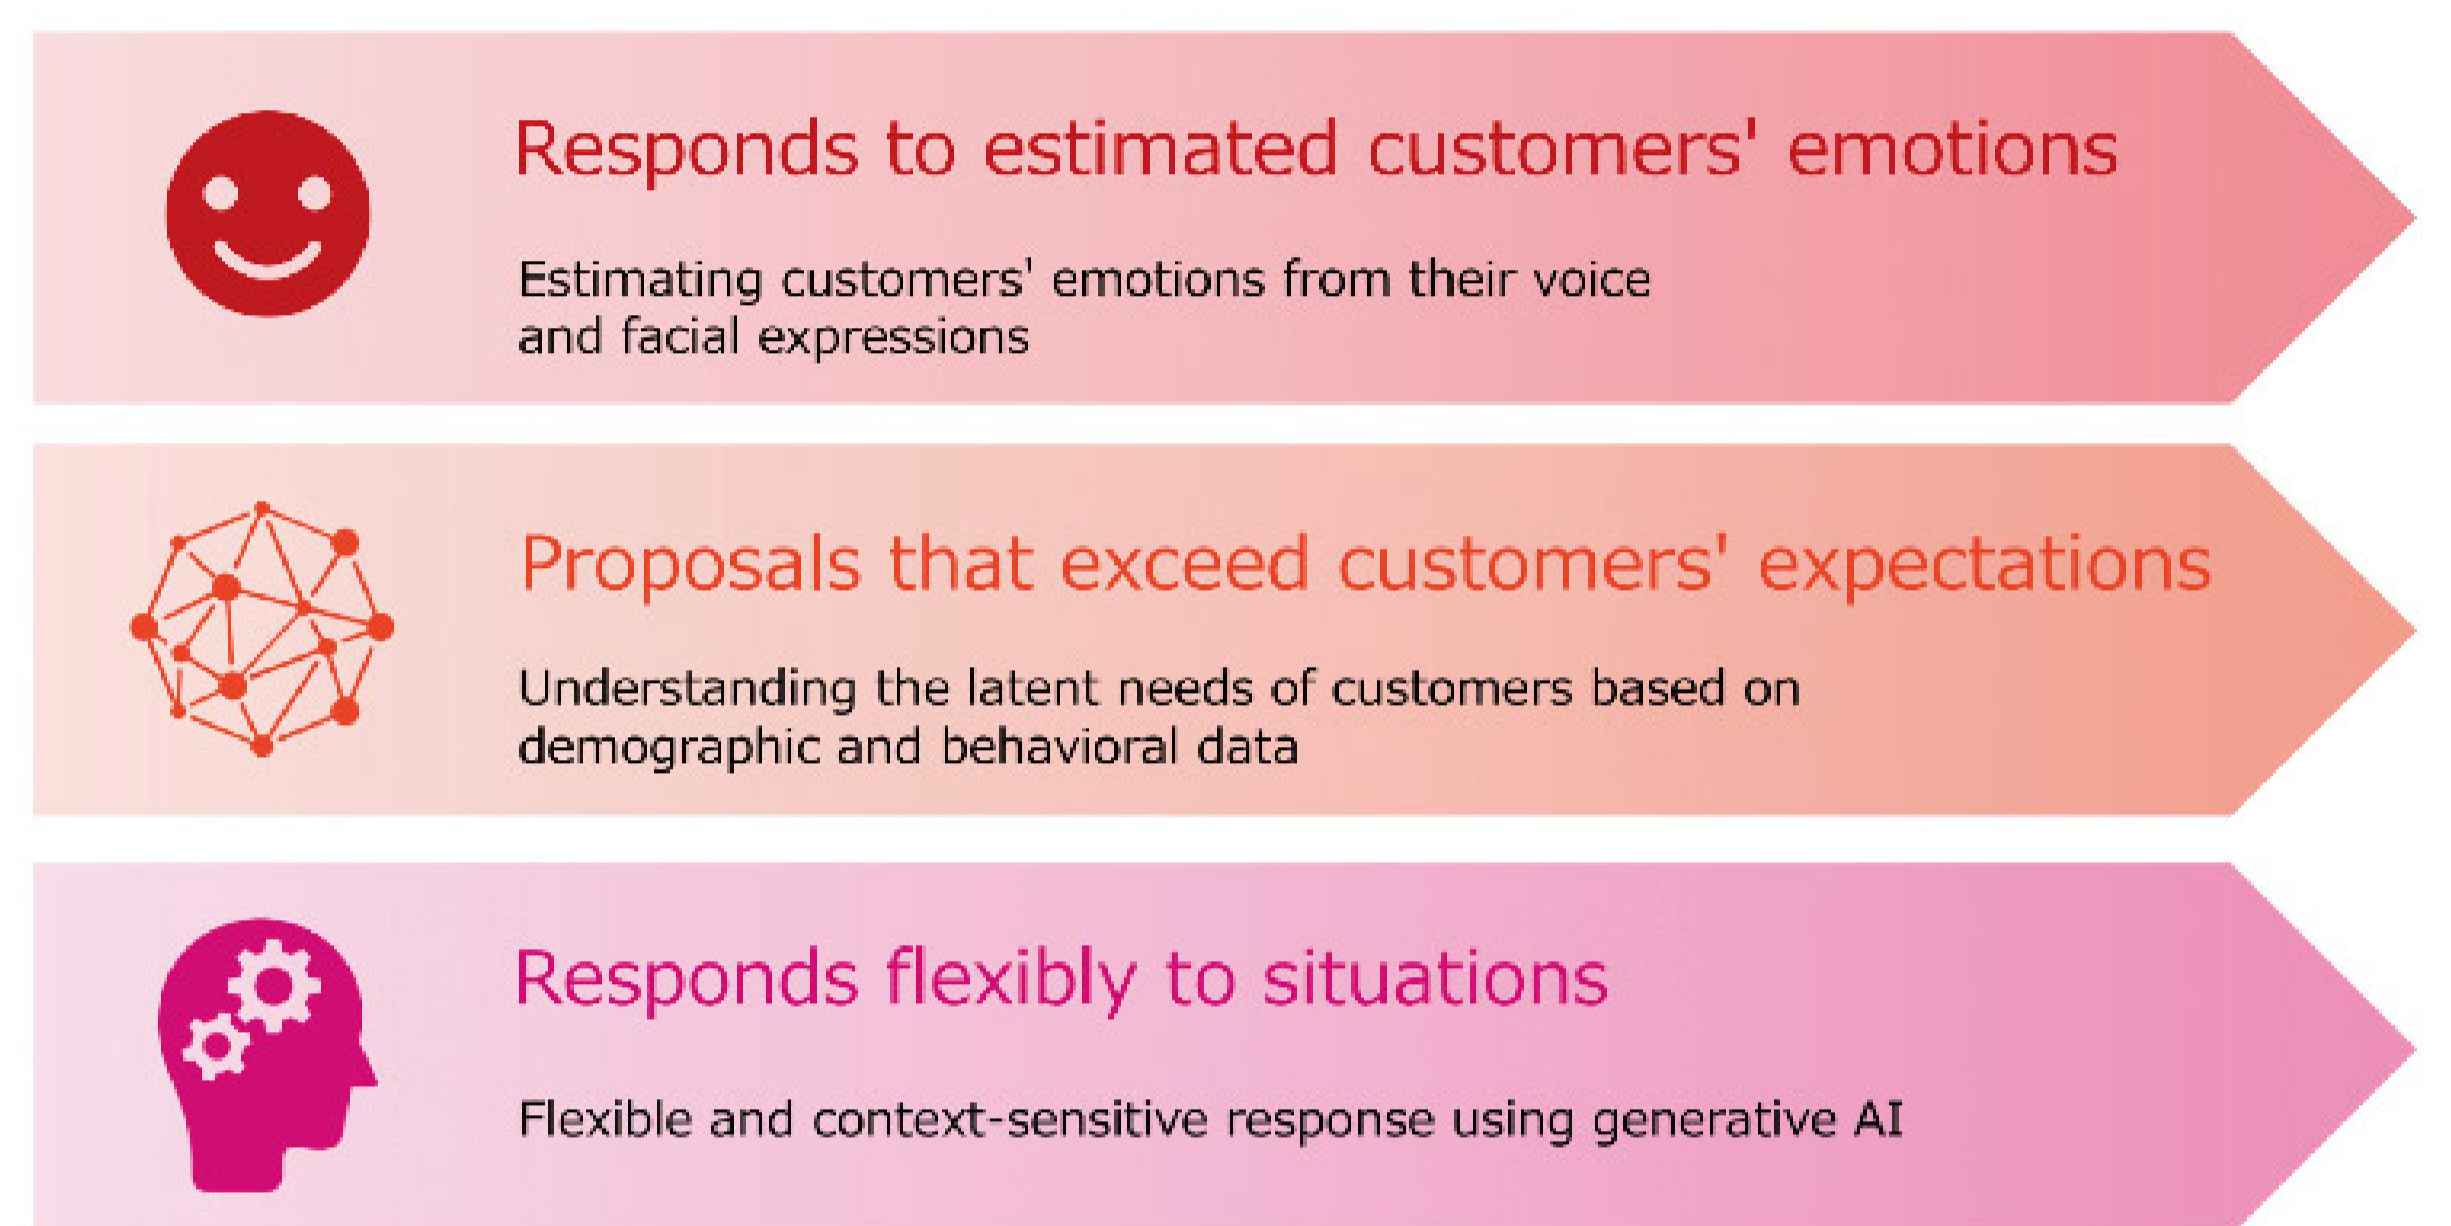 Responds to estimated customers' emotions
Estimating customers' emotions from their voice
and facial expressions
Proposals that exceed customers' expectations
Understanding the latent needs of customers based on
demographic and behavioral data
Responds flexibly to situations
Flexible and context-sensitive response using generative AI